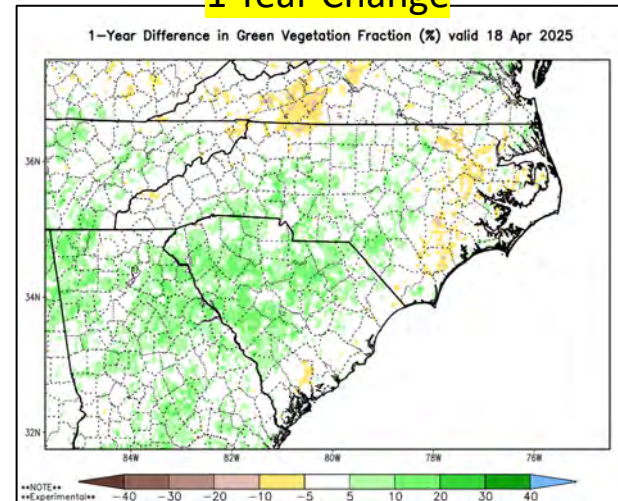 1 Year Change
1-Year Difference in Green Vegetation Fraction (%) valid 18 Apr 2025
36N
34N
32N
84W 82W 80W 78W 76W
**NOTE**
**Experimental**
-40 -30 -20 -10 -5 5 10 20 30 40